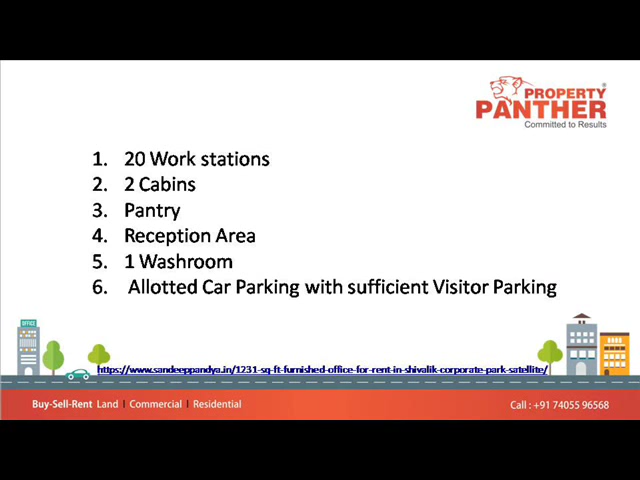 PROPERTY
PANTHER
Committed to Results
1. 20 Work stations
2. 2 Cabins
3. Pantry
4. Reception Area
5. 1 Washroom
6. Allotted Car Parking with sufficient Visitor Parking
OFFICE
https://www.sandeeppandya.in/1231-sq-ft-furnished-office-for-rent-in-shivalik-corporate-park-satellite/
Buy-Sell-Rent Land | Commercial | Residential
Call : +91 74055 96568